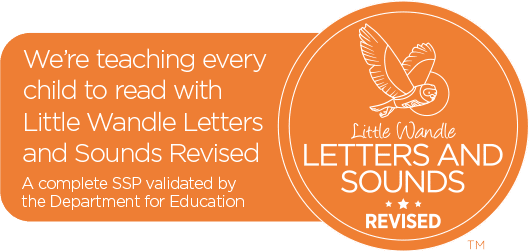 We're teaching every
child to read with
Little Wandle Letters
and Sounds Revised
A complete SSP validated by
the Department for Education
Little Wandle
LETTERS AND
SOUNDS
REVISED
TM